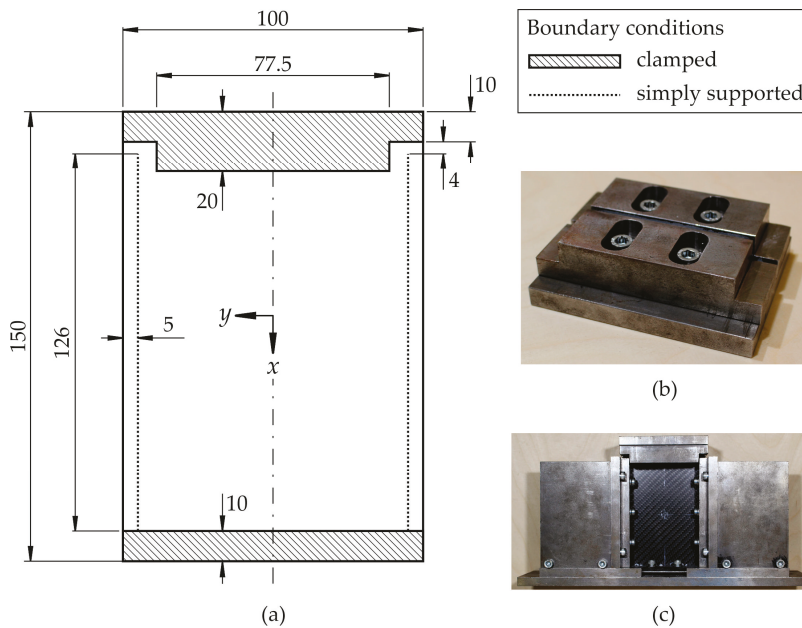 100
77.5
10
4
20
150
126
5
y
x
10
(a)
Boundary conditions
clamped
simply supported
(b)
(c)